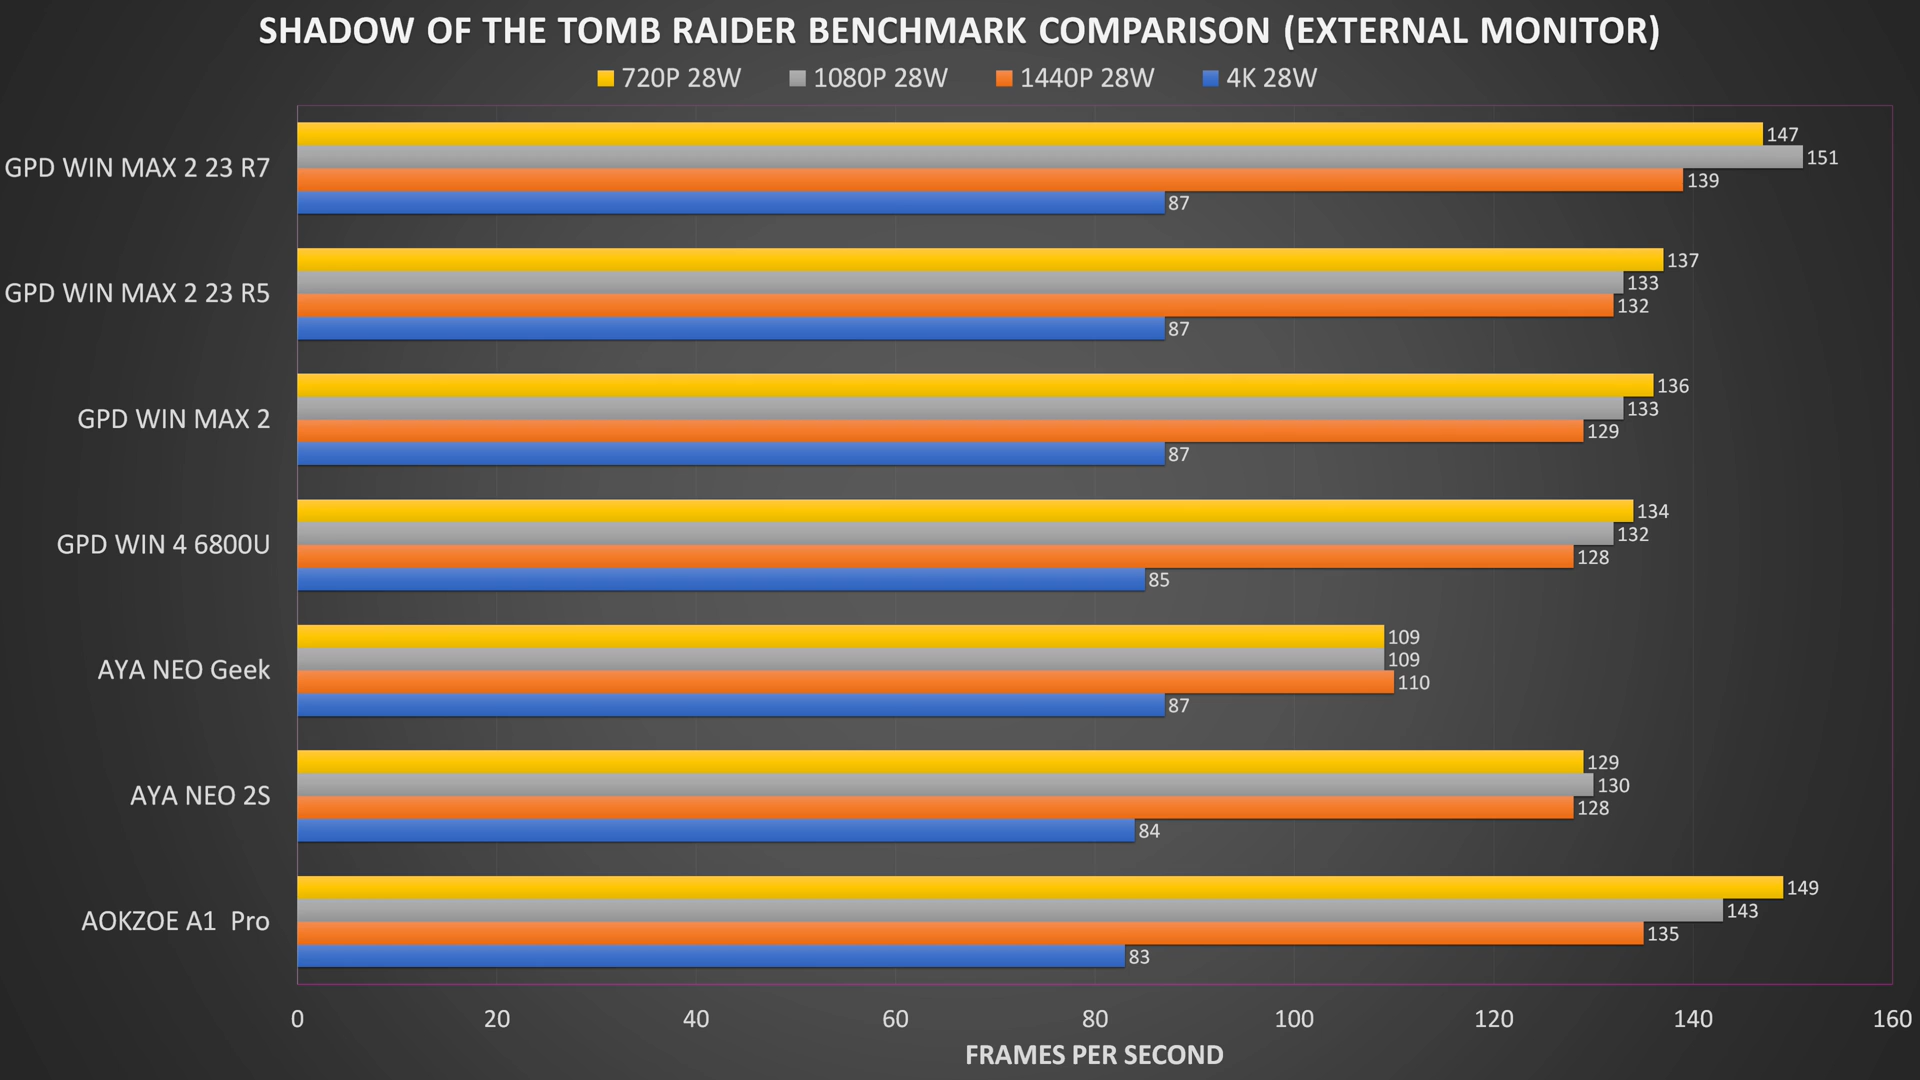 SHADOW OF THE TOMB RAIDER BENCHMARK COMPARISON (EXTERNAL MONITOR)
720P 28W 1080P 28W 1440P 28W 4K 28W
147
GPD WIN MAX 2 23 R7 151
139
87
137
GPD WIN MAX 2 23 R5 133
132
87
136
GPD WIN MAX 2 133
129
87
134
GPD WIN 4 6800U 132
128
85
109
AYA NEO Geek 109
110
87
129
AYA NEO 2S 130
128
84
149
AOKZOE A1  Pro 143
135
83
0 20 40 60 80 100 120 140 160
FRAMES PER SECOND